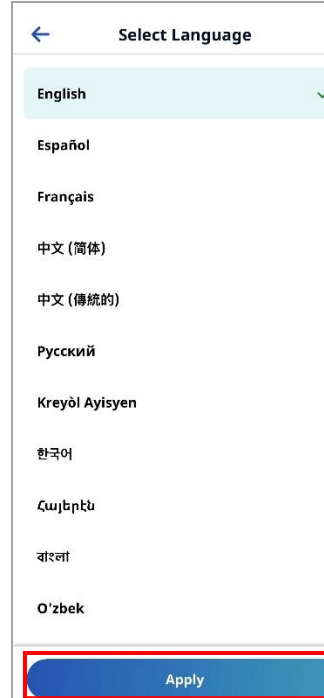 Select Language
English
Español
Français
中文 (简体)
中文 (傳統的)
Русский
Kreyòl Ayisyen
한국어
Հայերէն
বাংলা
O'zbek
Apply